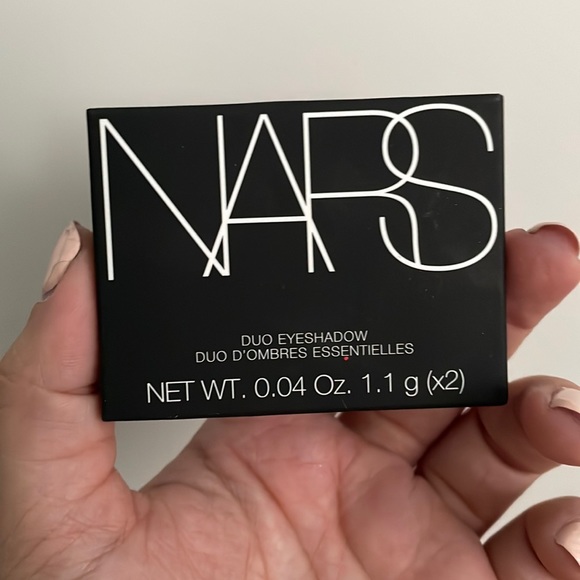 NARS
DUO EYESHADOW
DUO D'OMBRES ESSENTIELLES
NET WT. 0.04 Oz. 1.1 g (x2)